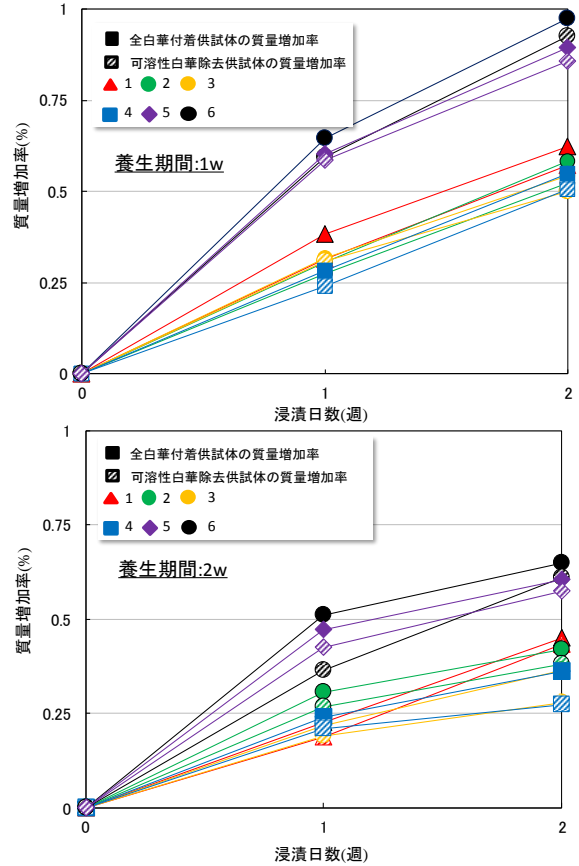 1
全白華付着供試体の質量増加率
可溶性白華除去供試体の質量増加率
1 2 3
4 5 6
0.75
養生期間:1w
質量増加率(%)
0.5
0.25
0
0 1 2
浸漬日数(週)
1
全白華付着供試体の質量増加率
可溶性白華除去供試体の質量増加率
1 2 3
4 5 6
0.75
養生期間:2w
質量増加率(%)
0.5
0.25
0
0 1 2
浸漬日数(週)